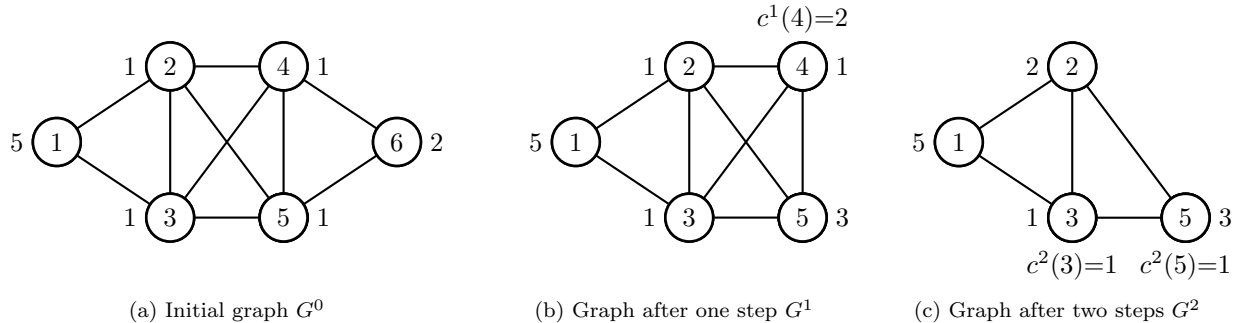 c¹(4)=2
1 2 4 1
5 1 6 2
1 3 5 1
1 2 4 1
5 1
1 3 5 3
2 2
5 1
1 3 5 3
c²(3)=1 c²(5)=1
(a) Initial graph G⁰
(b) Graph after one step G¹
(c) Graph after two steps G²